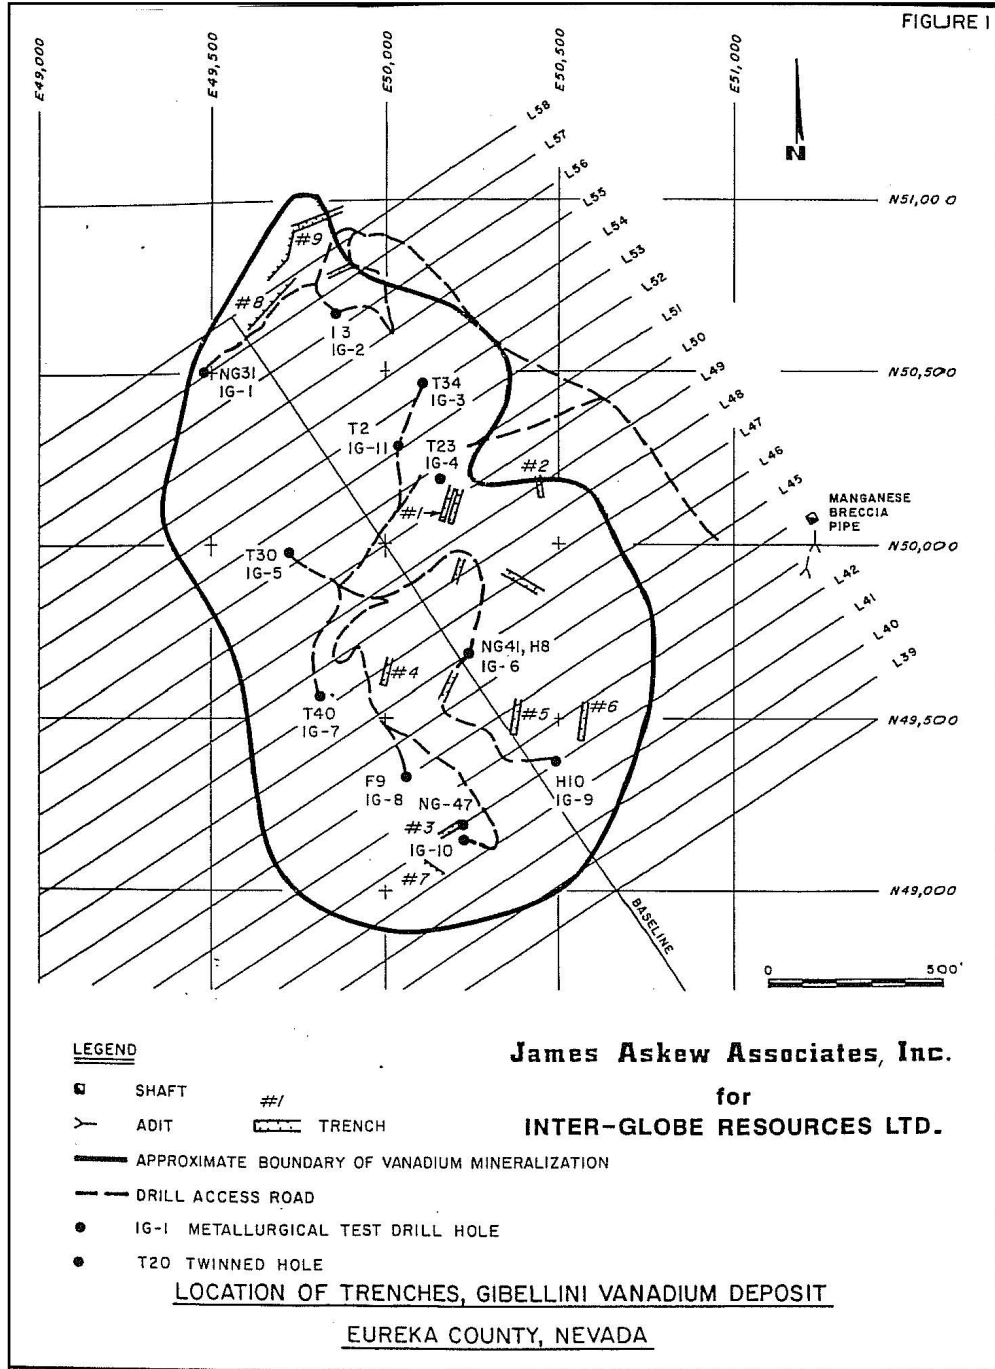 FIGURE 1
E49,000
E49,500
E50,000
E50,500
E51,000
N
L58
L57
L56
L55
L54
L53
L52
L51
L50
L49
L48
L47
L46
L45
L42
L41
L40
L39
N51,000
N50,500
N50,000
N49,500
N49,000
#9
#8
I 3
IG-2
NG31
IG-1
T34
IG-3
T2
IG-11
T23
IG-4
#2
#1
MANGANESE
BRECCIA
PIPE
T30
IG-5
NG41, H8
IG-6
#4
T40
IG-7
#5
#6
F9
IG-8
H10
IG-9
NG-47
#3
IG-10
#7
BASELINE
0 500'
LEGEND
SHAFT
ADIT
#1
TRENCH
APPROXIMATE BOUNDARY OF VANADIUM MINERALIZATION
DRILL ACCESS ROAD
IG-1 METALLURGICAL TEST DRILL HOLE
T20 TWINNED HOLE
James Askew Associates, Inc.
for
INTER-GLOBE RESOURCES LTD.
LOCATION OF TRENCHES, GIBELLINI VANADIUM DEPOSIT
EUREKA COUNTY, NEVADA